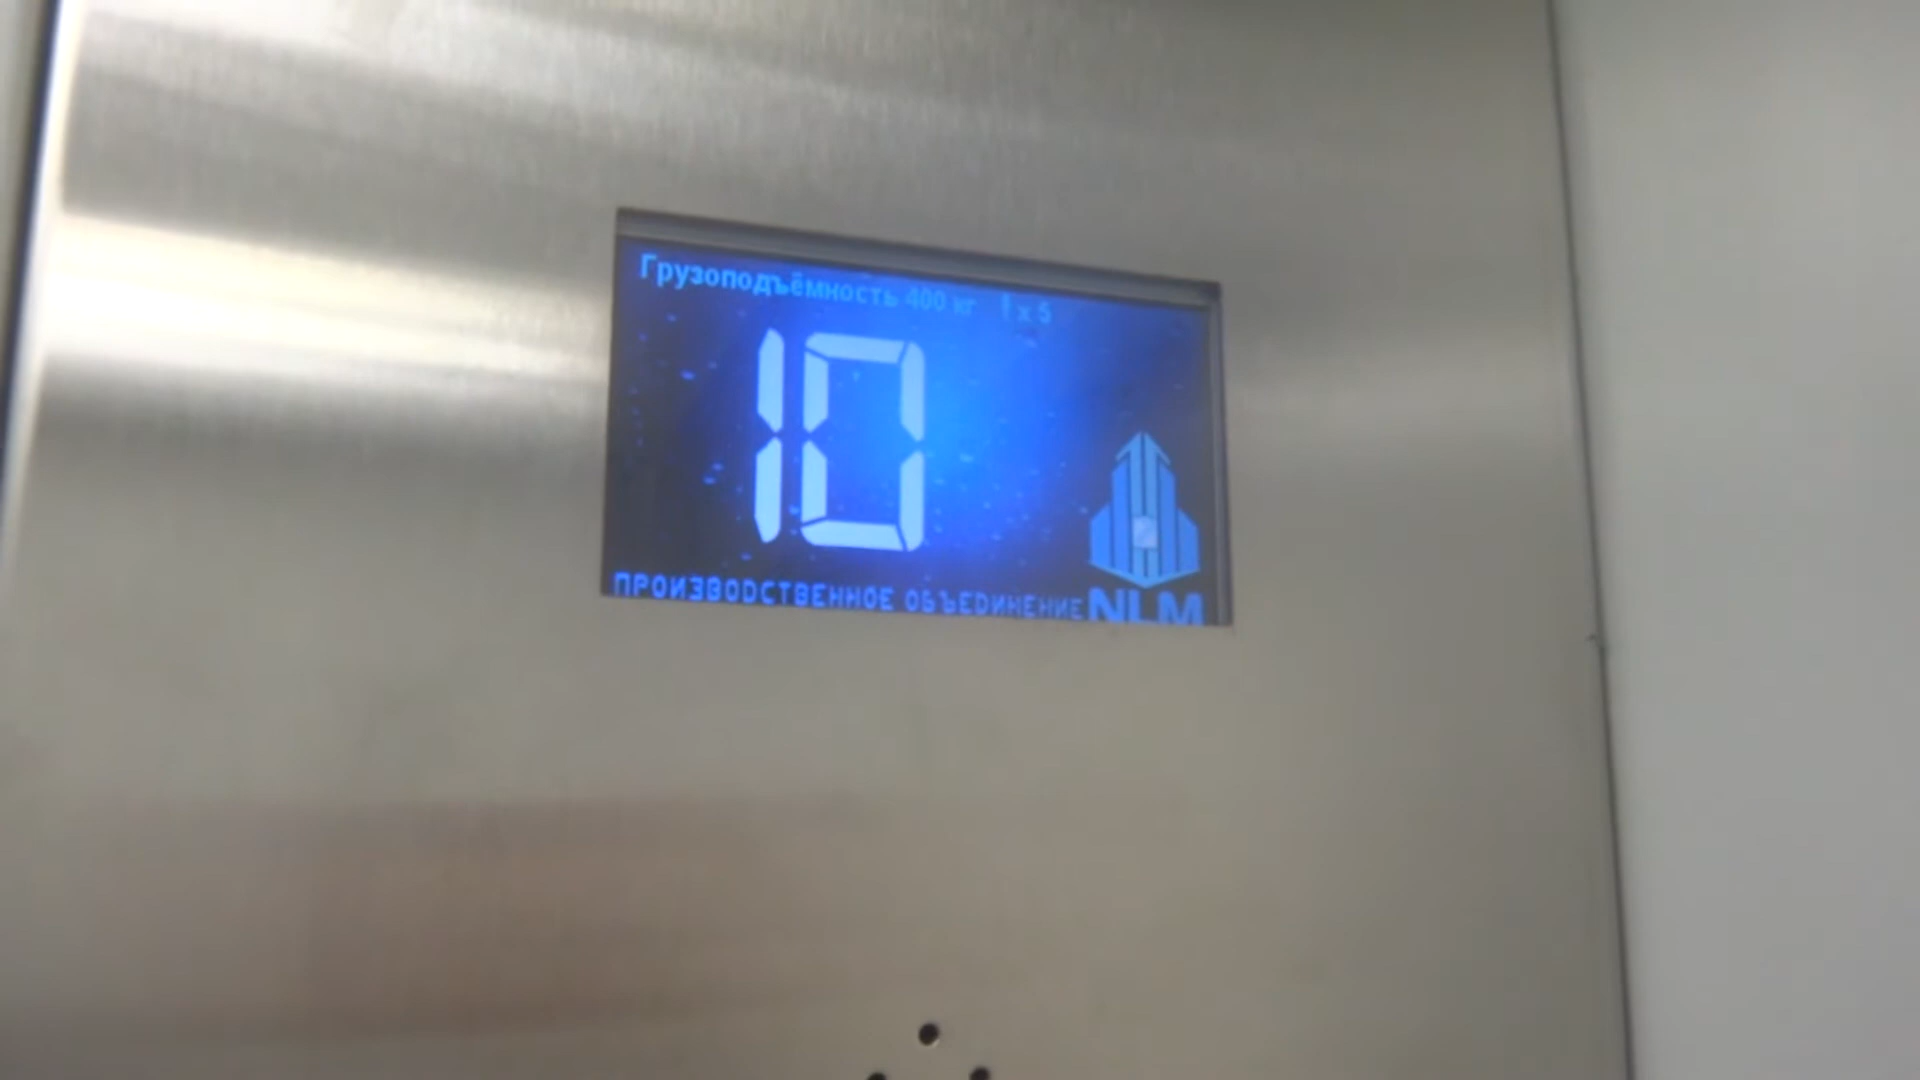 Грузоподъёмность 400 кг x 5
10
ПРОИЗВОДСТВЕННОЕ ОБЪЕДИНЕНИЕ NLM